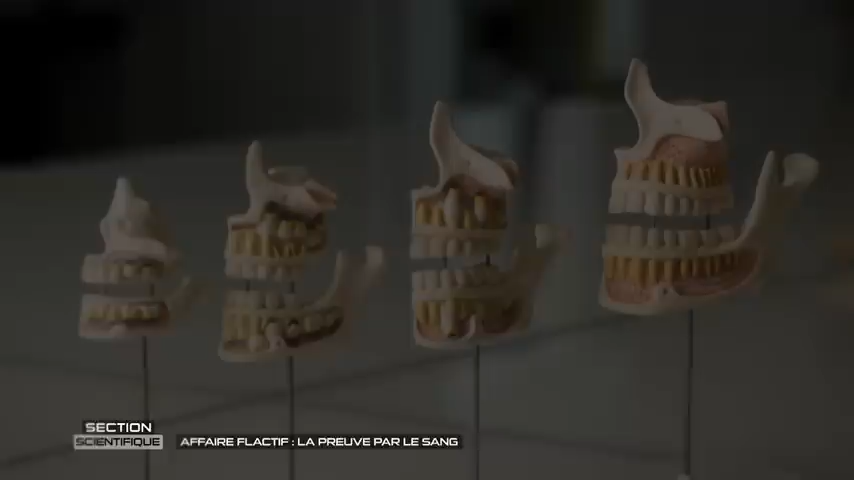 SECTION
SCIENTIFIQUE
AFFAIRE FLACTIF : LA PREUVE PAR LE SANG